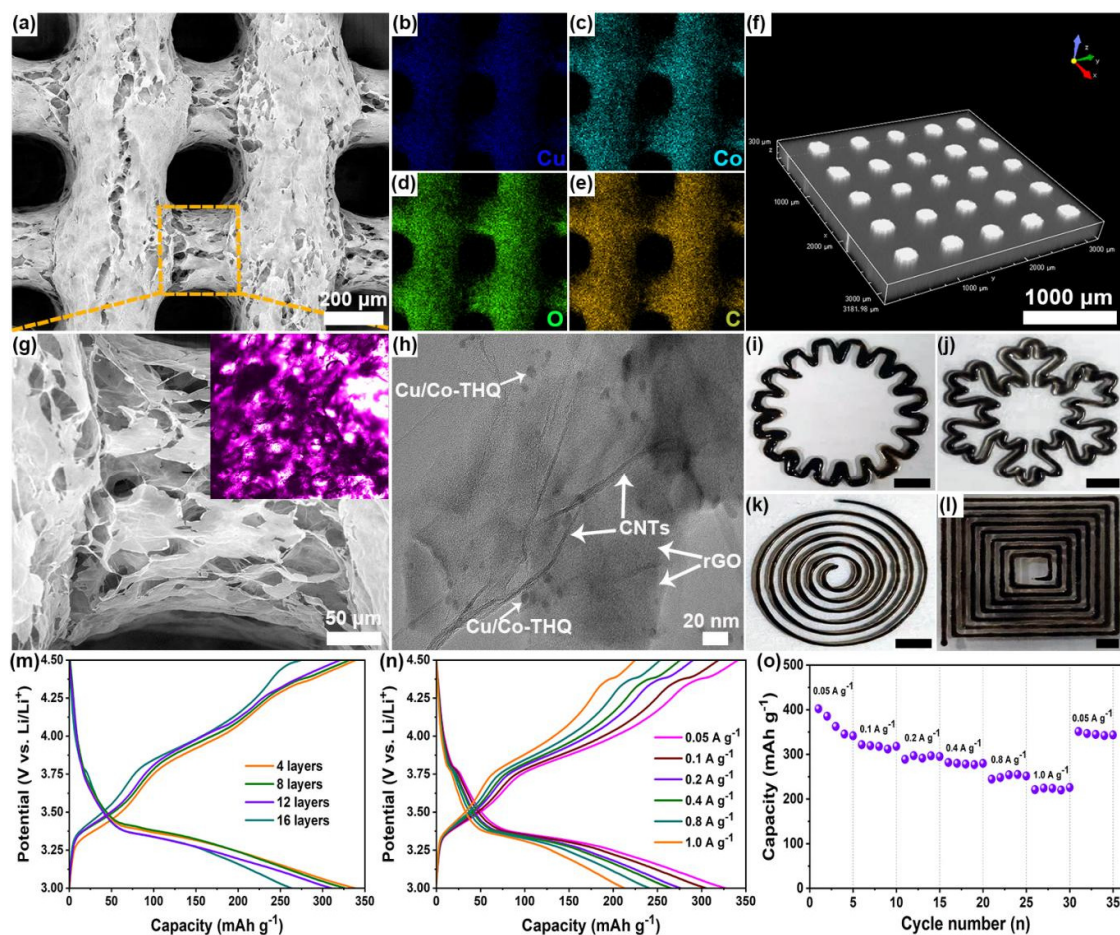 (a)
200 μm
(b)
Cu
(c)
Co
(d)
O
(e)
C
(f)
z
y
x
300 μm
z
1000 μm
x
2000 μm
3000 μm
3181.98 μm
1000 μm
y
2000 μm
3000 μm
1000 μm
(g)
50 μm
(h)
Cu/Co-THQ
CNTs
rGO
Cu/Co-THQ
20 nm
(i)
(j)
(k)
(l)
(m)
Potential (V vs. Li/Li⁺)
4.50
4.25
4.00
3.75
3.50
3.25
3.00
4 layers
8 layers
12 layers
16 layers
0 50 100 150 200 250 300 350
Capacity (mAh g⁻¹)
(n)
Potential (V vs. Li/Li⁺)
4.50
4.25
4.00
3.75
3.50
3.25
3.00
0.05 A g⁻¹
0.1 A g⁻¹
0.2 A g⁻¹
0.4 A g⁻¹
0.8 A g⁻¹
1.0 A g⁻¹
0 50 100 150 200 250 300 350
Capacity (mAh g⁻¹)
(o)
Capacity (mAh g⁻¹)
500
400
300
200
100
0
0.05 A g⁻¹
0.1 A g⁻¹
0.2 A g⁻¹
0.4 A g⁻¹
0.8 A g⁻¹
1.0 A g⁻¹
0.05 A g⁻¹
5 10 15 20 25 30 35
Cycle number (n)